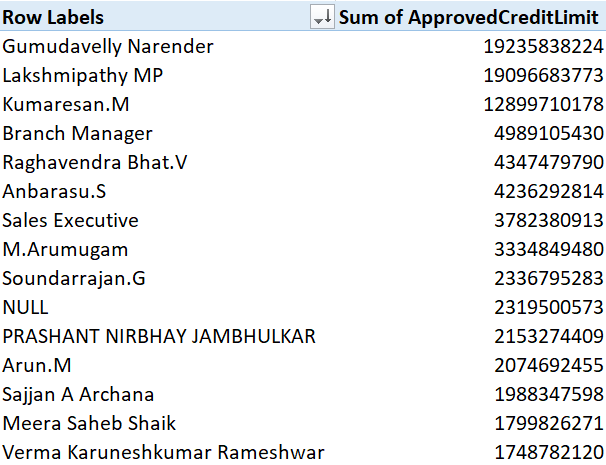 Row Labels Sum of ApprovedCreditLimit
Gumudavelly Narender 19235838224
Lakshmipathy MP 19096683773
Kumaresan.M 12899710178
Branch Manager 4989105430
Raghavendra Bhat.V 4347479790
Anbarasu.S 4236292814
Sales Executive 3782380913
M.Arumugam 3334849480
Soundarrajan.G 2336795283
NULL 2319500573
PRASHANT NIRBHAY JAMBHULKAR 2153274409
Arun.M 2074692455
Sajjan A Archana 1988347598
Meera Saheb Shaik 1799826271
Verma Karuneshkumar Rameshwar 1748782120